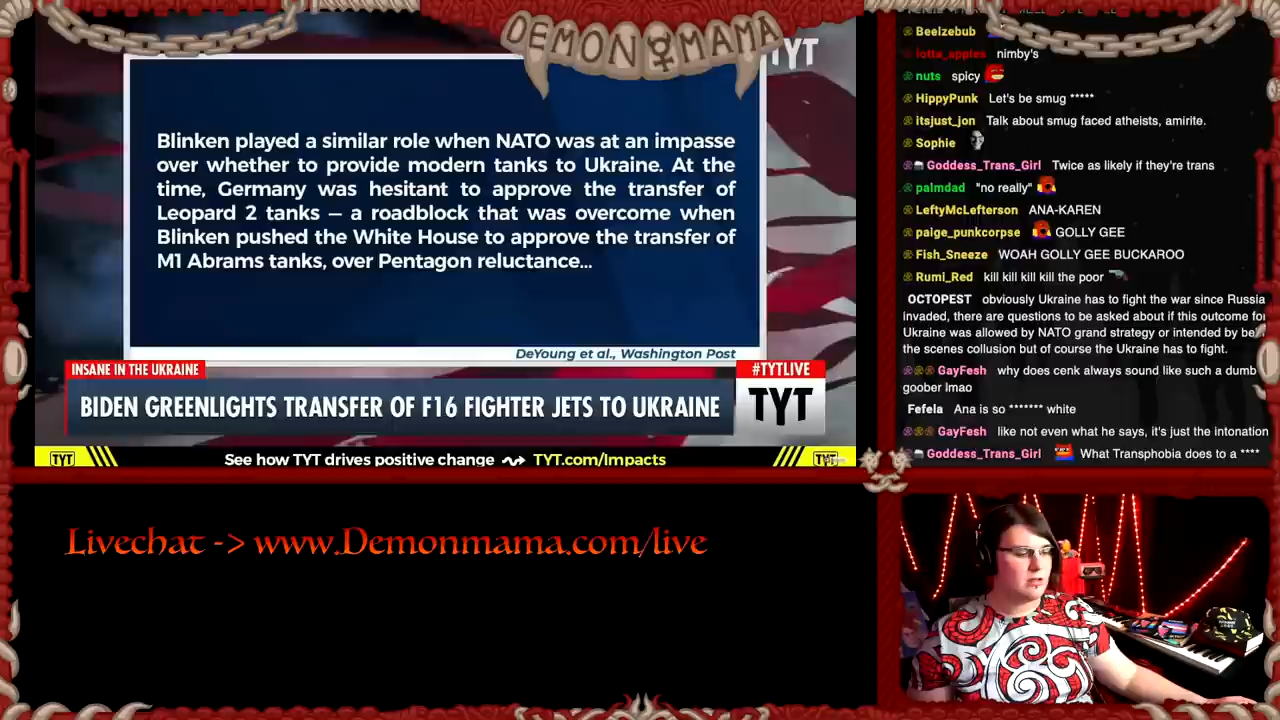 DEMON MAMA
TYT
Blinken played a similar role when NATO was at an impasse
over whether to provide modern tanks to Ukraine. At the
time, Germany was hesitant to approve the transfer of
Leopard 2 tanks – a roadblock that was overcome when
Blinken pushed the White House to approve the transfer of
M1 Abrams tanks, over Pentagon reluctance...
DeYoung et al., Washington Post
INSANE IN THE UKRAINE
#TYTLIVE
BIDEN GREENLIGHTS TRANSFER OF F16 FIGHTER JETS TO UKRAINE
TYT
TYT
See how TYT drives positive change
TYT.com/Impacts
TYT
Beelzebub
lotta_apples nimby's
nuts spicy
HippyPunk Let's be smug *****
itsjust_jon Talk about smug faced atheists, amirite.
Sophie
Goddess_Trans_Girl Twice as likely if they're trans
palmdad "no really"
LeftyMcLefterson ANA-KAREN
paige_punkcorpse GOLLY GEE
Fish_Sneeze WOAH GOLLY GEE BUCKAROO
Rumi_Red kill kill kill kill the poor
OCTOPEST obviously Ukraine has to fight the war since Russia
invaded, there are questions to be asked about if this outcome for
Ukraine was allowed by NATO grand strategy or intended by be
the scenes collusion but of course the Ukraine has to fight.
GayFesh why does cenk always sound like such a dumb
goober lmao
Fefela Ana is so ******* white
GayFesh like not even what he says, it's just the intonation
Goddess_Trans_Girl What Transphobia does to a ****
Livechat -> www.Demonmama.com/live